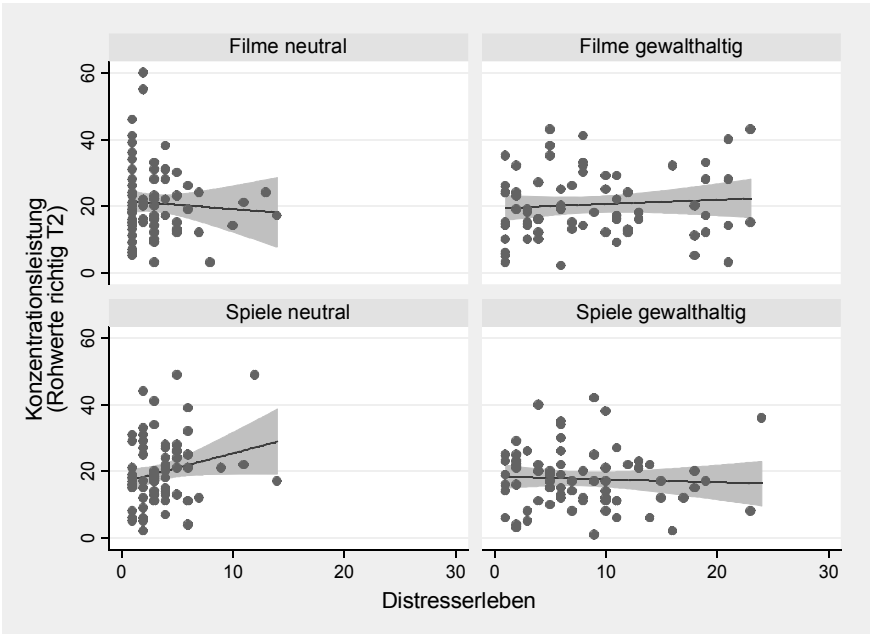 Filme neutral
Filme gewalthaltig
60
40
20
0
Spiele neutral
Spiele gewalthaltig
60
40
20
0
0
10
20
30
0
10
20
30
Konzentrationsleistung
(Rohwerte richtig T2)
Distresserleben